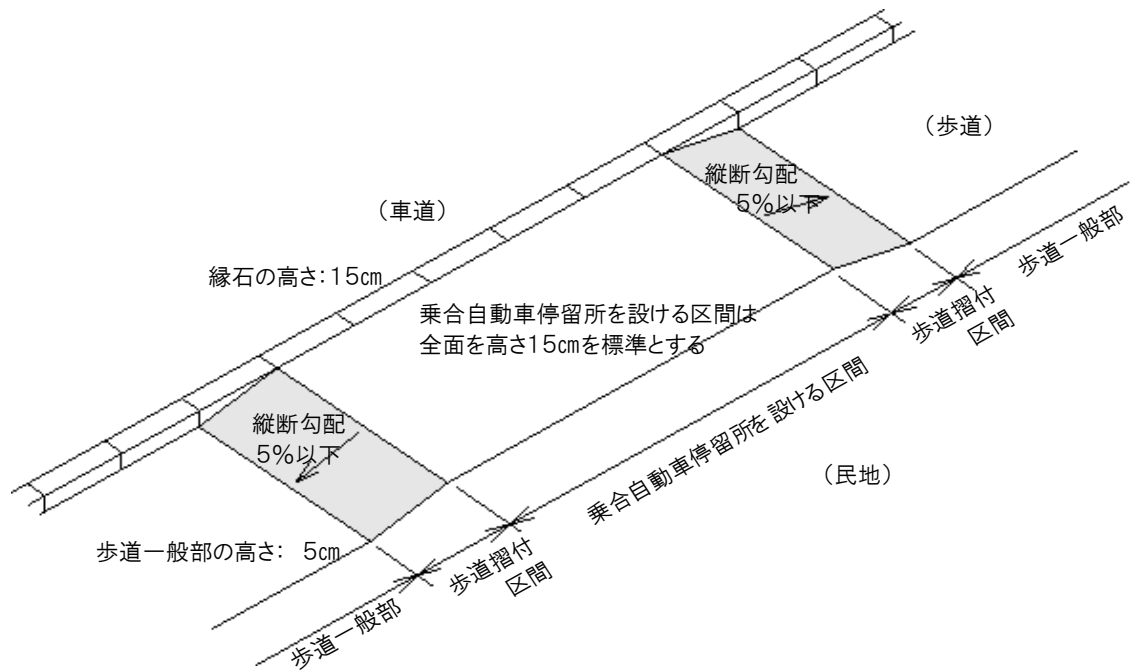 （歩道）
縦断勾配
5％以下
（車道）
歩道一般部
縁石の高さ：15㎝
歩道摺付
区間
乗合自動車停留所を設ける区間は
全面を高さ15㎝を標準とする
乗合自動車停留所を設ける区間
縦断勾配
5％以下
（民地）
歩道一般部の高さ： 5㎝
歩道摺付
区間
歩道一般部